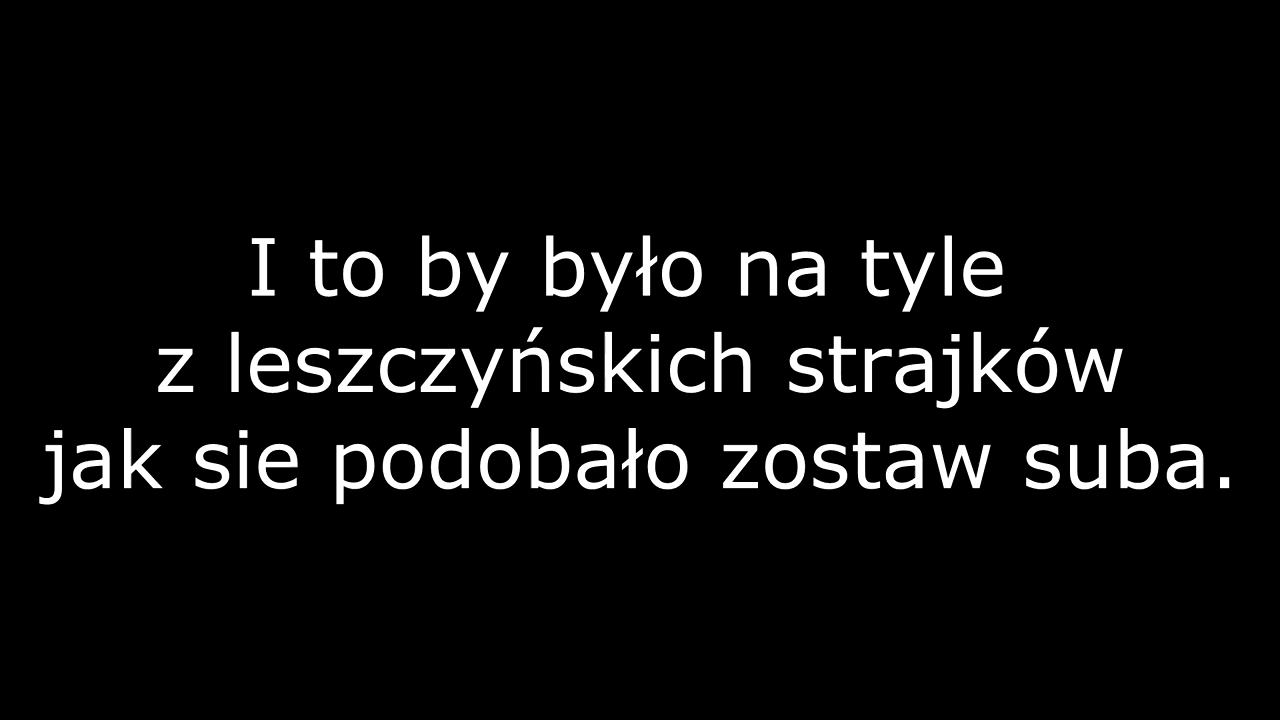 I to by było na tyle
z leszczyńskich strajków
jak sie podobało zostaw suba.